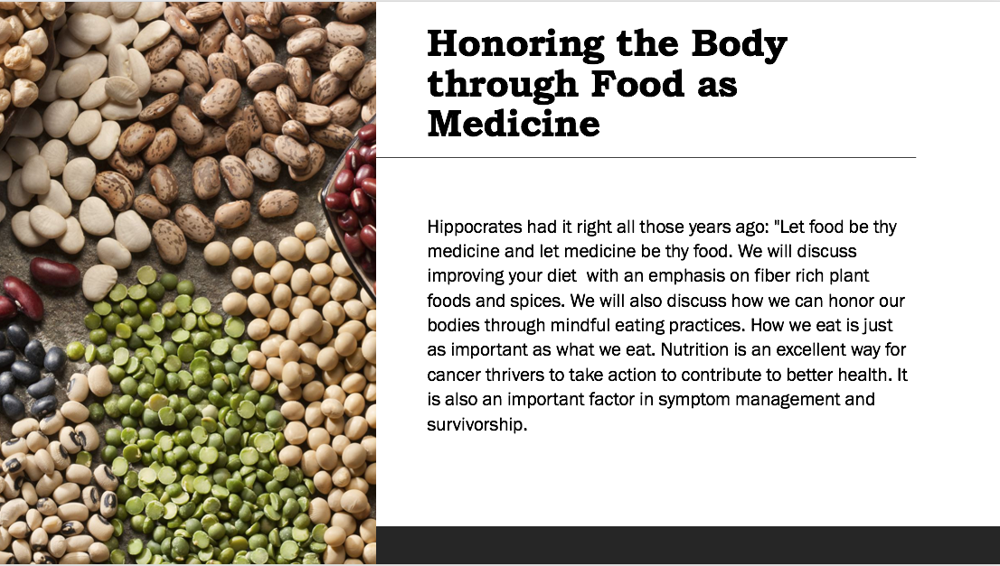 Honoring the Body
through Food as
Medicine
Hippocrates had it right all those years ago: "Let food be thy
medicine and let medicine be thy food. We will discuss
improving your diet  with an emphasis on fiber rich plant
foods and spices. We will also discuss how we can honor our
bodies through mindful eating practices. How we eat is just
as important as what we eat. Nutrition is an excellent way for
cancer thrivers to take action to contribute to better health. It
is also an important factor in symptom management and
survivorship.